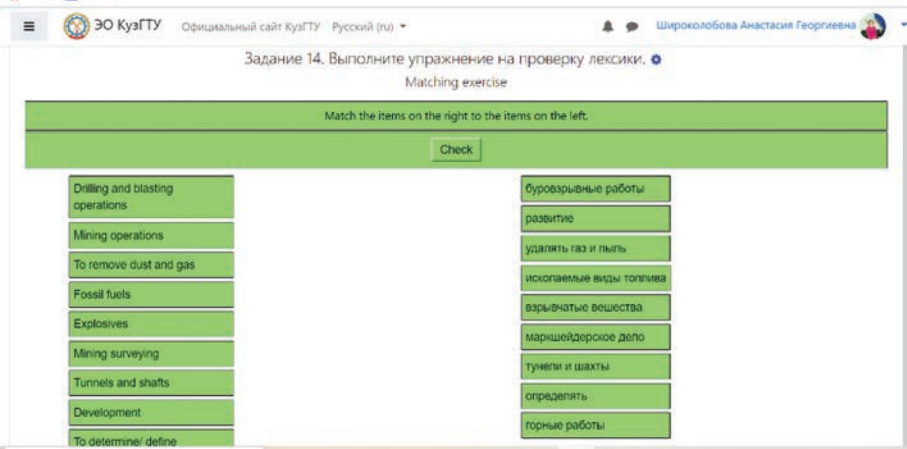 ЭО КузГТУ Официальный сайт КузГТУ Русский (ru) Широколобова Анастасия Георгиевна
Задание 14. Выполните упражнение на проверку лексики.
Matching exercise
Match the items on the right to the items on the left.
Check
Drilling and blasting
operations
Mining operations
To remove dust and gas
Fossil fuels
Explosives
Mining surveying
Tunnels and shafts
Development
To determine/ define
буровзрывные работы
развитие
удалять газ и пыль
ископаемые виды топлива
взрывчатые вещества
маркшейдерское дело
тунели и шахты
определять
горные работы